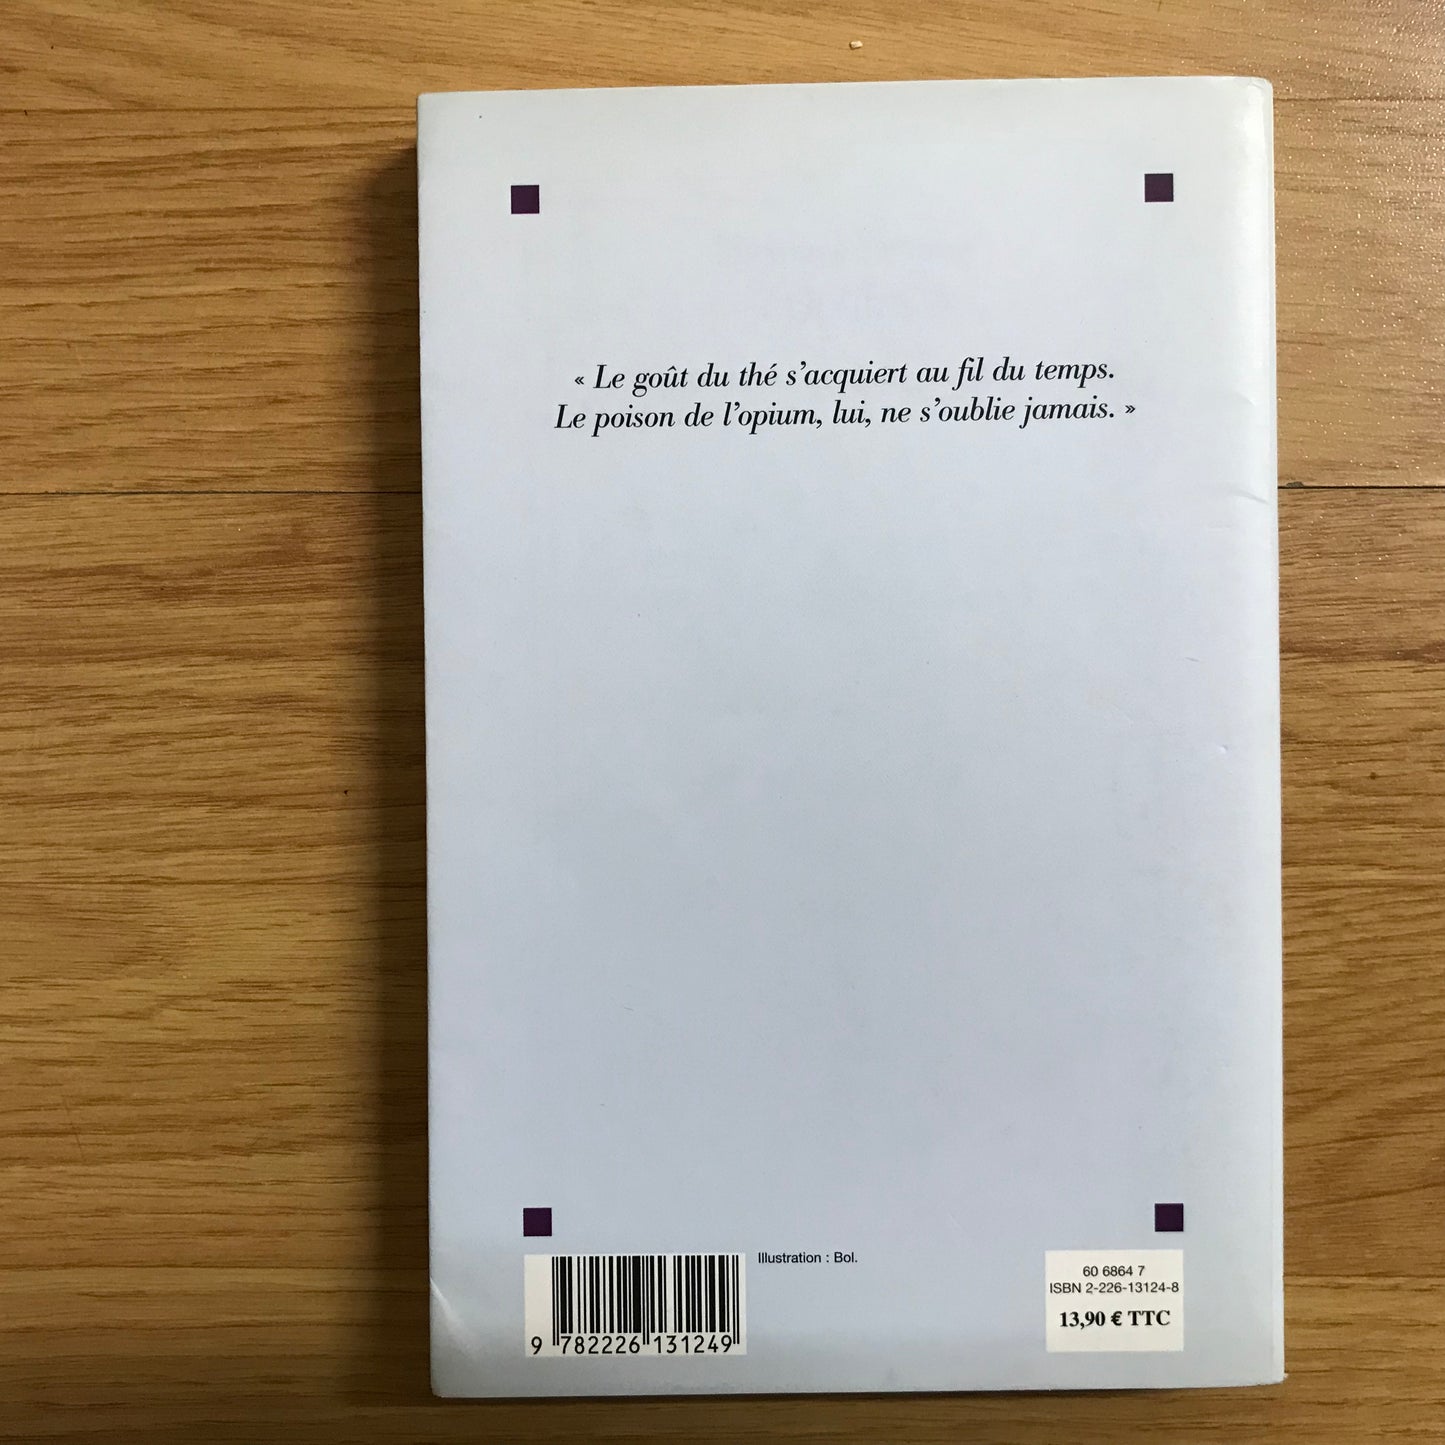 « Le goût du thé s'acquiert au fil du temps.
Le poison de l'opium, lui, ne s'oublie jamais. »
Illustration : Bol.
60 6864 7
ISBN 2-226-13124-8
13,90 € TTC
9 782226 131249